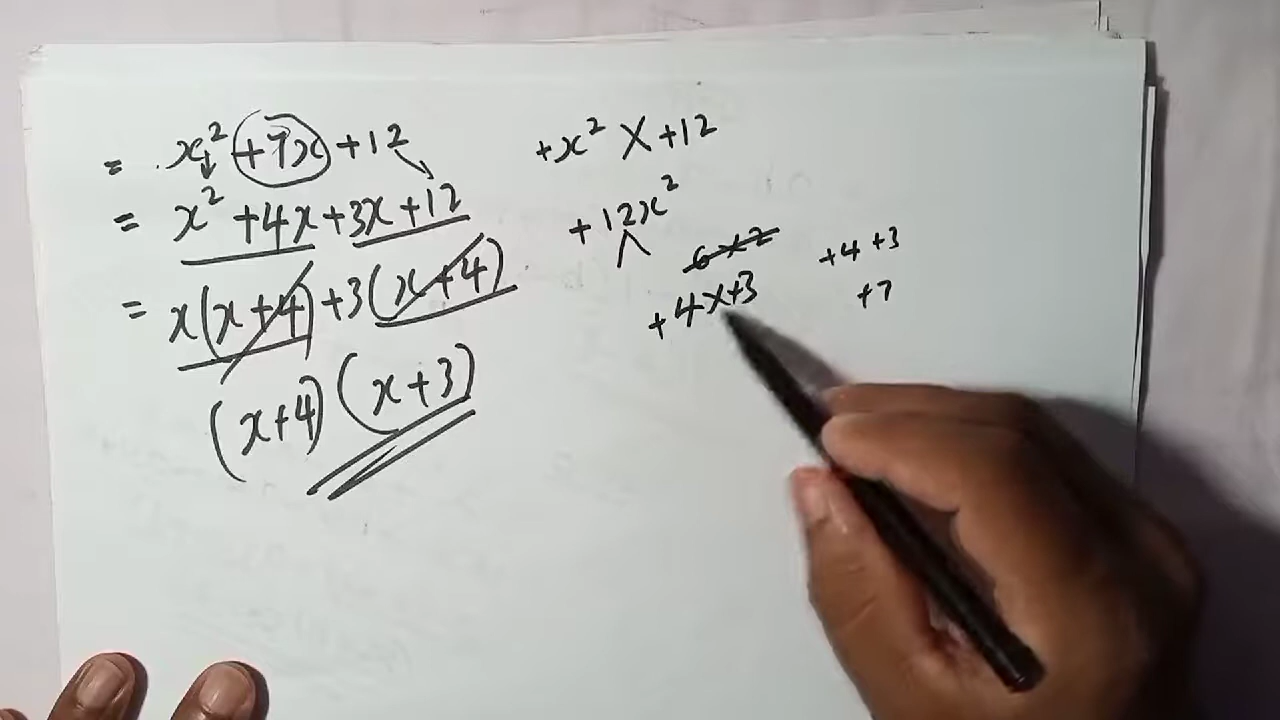 = x² +7x +12
= x² +4x +3x +12
= x(x+4) +3(x+4)
(x+4)(x+3)
+x² X +12
+12x²
6x2
+4x+3
+4 +3
+7